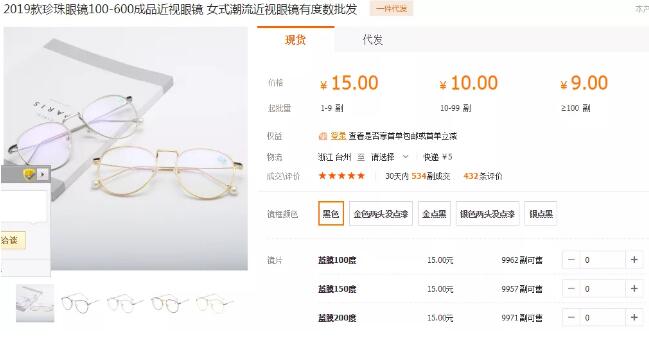 2019款珍珠眼镜100-600成品近视眼镜 女式潮流近视眼镜有度数批发
一件代发
现货
代发
价格
¥ 15.00
¥ 10.00
¥ 9.00
起批量
1-9 副
10-99 副
≥100 副
权益
登录 查看是否享首单包邮或首单立减
物流
浙江 台州 至 请选择
快递 ¥5
成交\评价
30天内 534副成交
432条评价
镜框颜色
黑色
金色两头没点漆
金点黑
银色两头没点漆
银点黑
镜片
蓝膜100度
15.00元
9962副可售
0
蓝膜150度
15.00元
9957副可售
0
蓝膜200度
15.00元
9971副可售
0
洽谈
PARIS